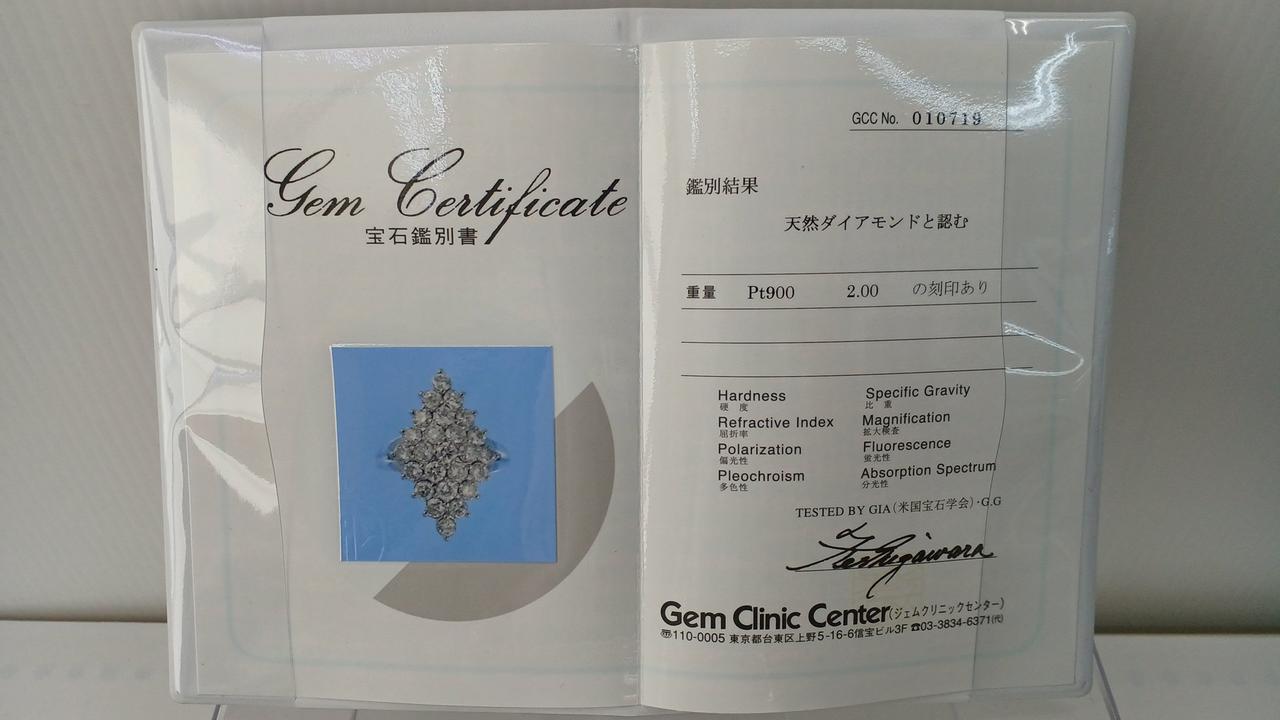 Gem Certificate
宝石鑑別書
GCC No. 010719
鑑別結果
天然ダイアモンドと認む
重量 Pt900 2.00 の刻印あり
Hardness Specific Gravity
硬度 比重
Refractive Index Magnification
屈折率 拡大検査
Polarization Fluorescence
偏光性 蛍光性
Pleochroism Absorption Spectrum
多色性 分光性
TESTED BY GIA(米国宝石学会)・G.G
Gem Clinic Center(ジェムクリニックセンター)
〒110-0005 東京都台東区上野5-16-6信宝ビル3F ☎03-3834-6371㈹